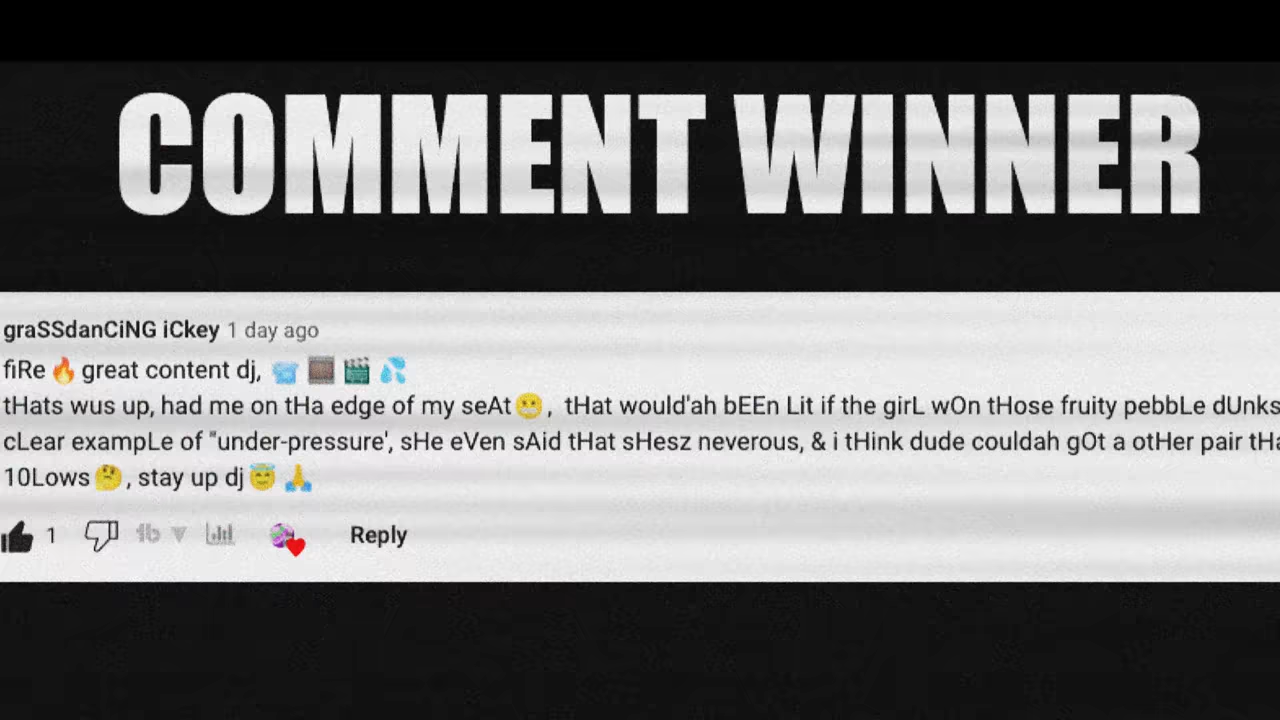 COMMENT WINNER
graSSdanCiNG iCkey 1 day ago
fiRe 🔥 great content dj, 🧊 🎞️ 🎬 💦
tHats wus up, had me on tHa edge of my seAt😬, tHat would'ah bEEn Lit if the girL wOn tHose fruity pebbLe dUnks
cLear exampLe of "under-pressure', sHe eVen sAid tHat sHesz neverous, & i tHink dude couldah gOt a otHer pair
10Lows🤔, stay up dj😇🙏
1 Reply